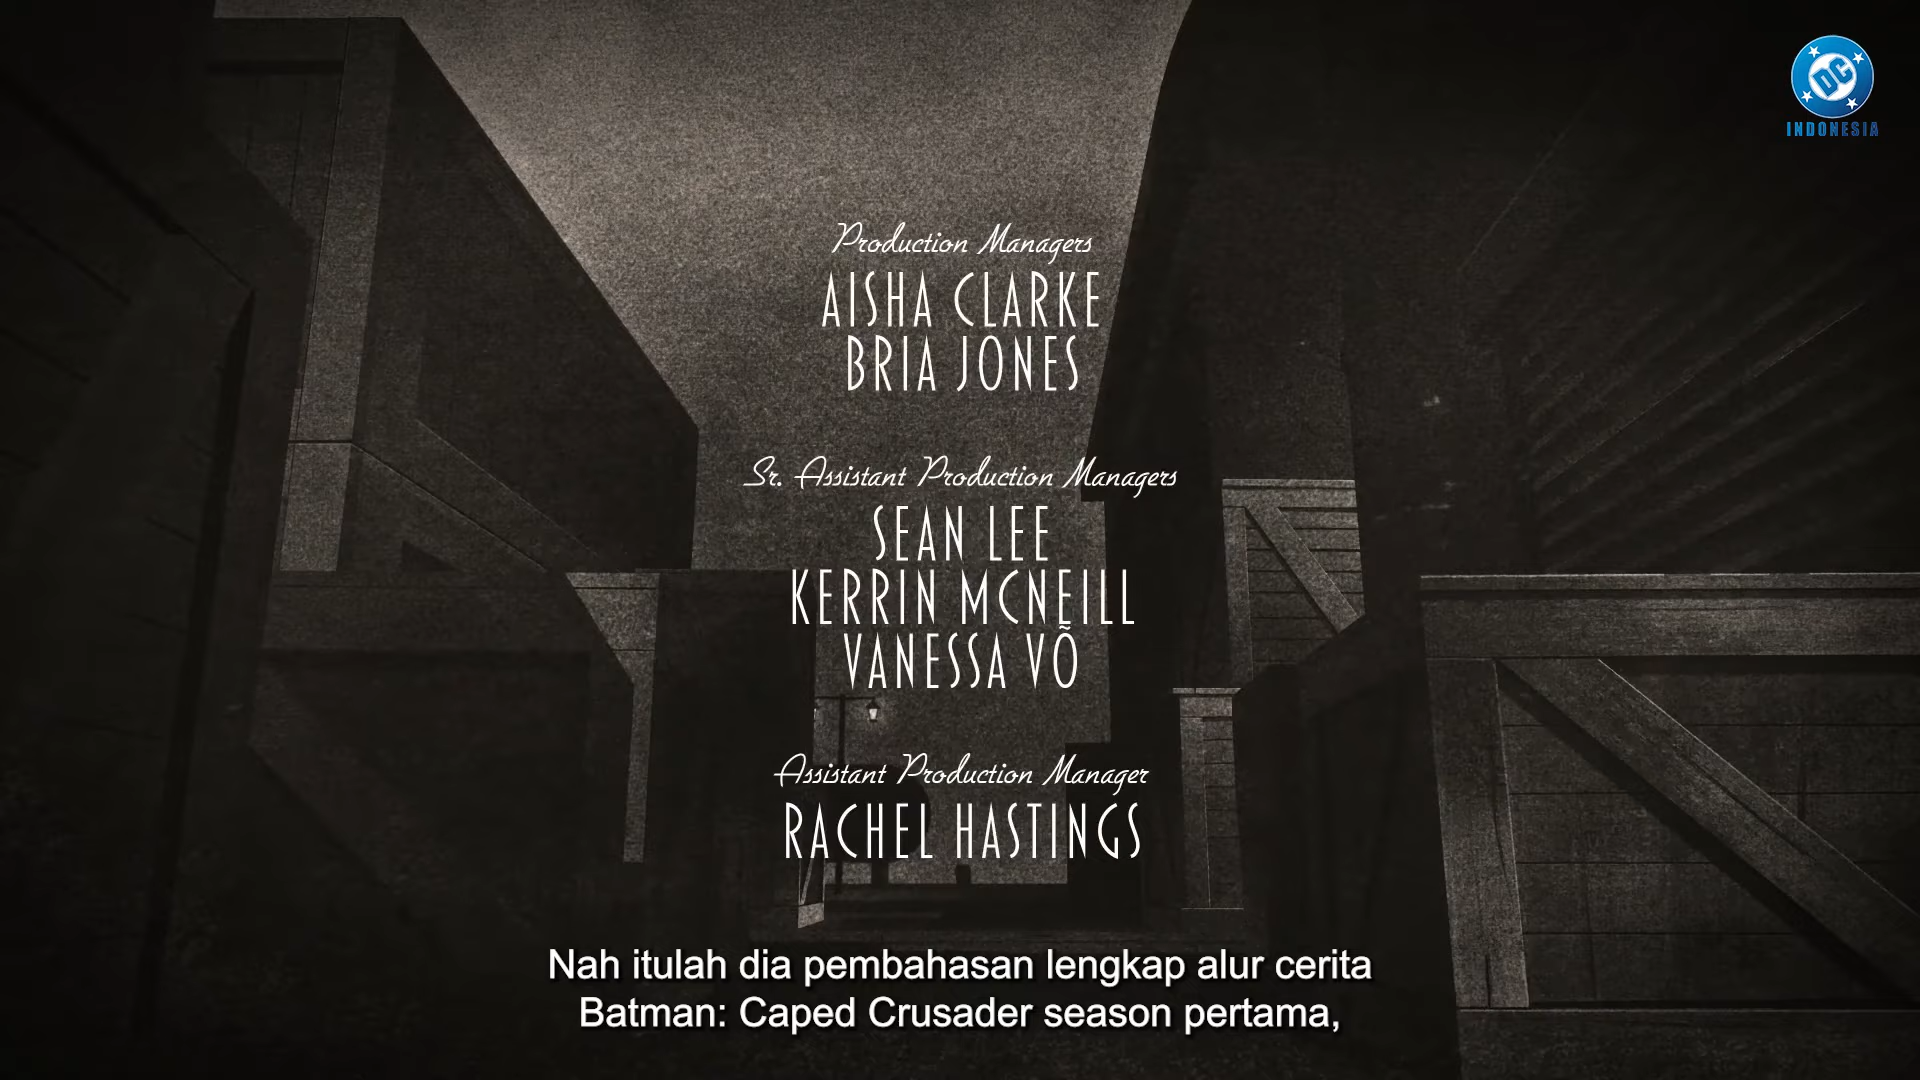 DC
INDONESIA
Production Managers
AISHA CLARKE
BRIA JONES
Sr. Assistant Production Managers
SEAN LEE
KERRIN MCNEILL
VANESSA VÕ
Assistant Production Manager
RACHEL HASTINGS
Nah itulah dia pembahasan lengkap alur cerita
Batman: Caped Crusader season pertama,